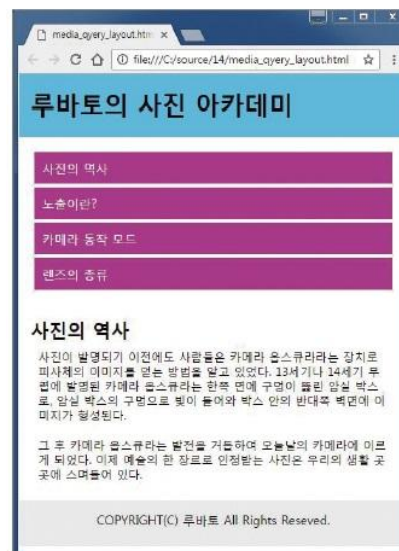 media_qyery_layout.htm
file:///C:/source/14/media_qyery_layout.html
루바토의 사진 아카데미
사진의 역사
노출이란?
카메라 동작 모드
렌즈의 종류
사진의 역사
사진이 발명되기 이전에도 사람들은 카메라 옵스큐라라는 장치로
피사체의 이미지를 얻는 방법을 알고 있었다. 13세기나 14세기 무
렵에 발명된 카메라 옵스큐라는 한쪽 면에 구멍이 뚫린 암실 박스
로, 암실 박스의 구멍으로 빛이 들어와 박스 안의 반대쪽 벽면에 이
미지가 형성된다.
그 후 카메라 옵스큐라는 발전을 거듭하여 오늘날의 카메라에 이르
게 되었다. 이제 예술의 한 장르로 인정받는 사진은 우리의 생활 곳
곳에 스며들어 있다.
COPYRIGHT(C) 루바토 All Rights Reseved.